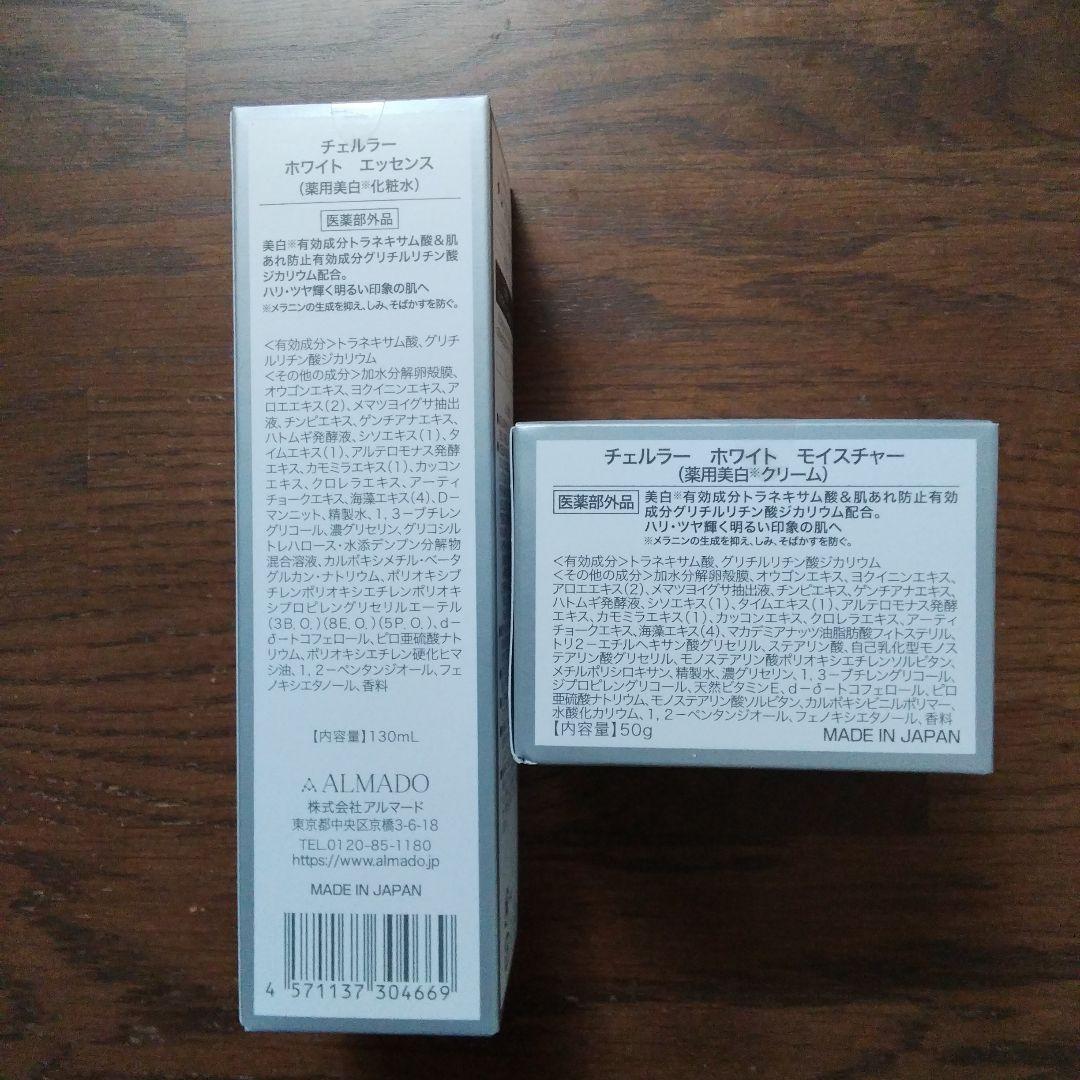 チェルラー
ホワイト　エッセンス
(薬用美白※化粧水)
医薬部外品
美白※有効成分トラネキサム酸&肌
あれ防止有効成分グリチルリチン酸
ジカリウム配合。
ハリ・ツヤ輝く明るい印象の肌へ
※メラニンの生成を抑え、しみ、そばかすを防ぐ。
<有効成分>トラネキサム酸、グリチ
ルリチン酸ジカリウム
<その他の成分>加水分解卵殻膜、
オウゴンエキス、ヨクイニンエキス、ア
ロエエキス(2)、メマツヨイグサ抽出
液、チンピエキス、ゲンチアナエキス、
ハトムギ発酵液、シソエキス(1)、タ
イムエキス(1)、アルテロモナス発酵
エキス、カモミラエキス(1)、カッコン
エキス、クロレラエキス、アーティ
チョークエキス、海藻エキス(4)、D-
マンニット、精製水、1,3-ブチレン
グリコール、濃グリセリン、グリコシル
トレハロース・水添デンプン分解物
混合溶液、カルボキシメチル・ベータ
グルカン・ナトリウム、ポリオキシブ
チレンポリオキシエチレンポリオキ
シプロピレングリセリルエーテル
(3B.O.)(8E.O.)(5P.O.)、d-
δ-トコフェロール、ピロ亜硫酸ナト
リウム、ポリオキシエチレン硬化ヒマ
シ油、1,2-ペンタンジオール、フェ
ノキシエタノール、香料
【内容量】130mL
ALMADO
株式会社アルマード
東京都中央区京橋3-6-18
TEL.0120-85-1180
https://www.almado.jp
MADE IN JAPAN
4 571137 304669
チェルラー　ホワイト　モイスチャー
(薬用美白※クリーム)
医薬部外品 美白※有効成分トラネキサム酸&肌あれ防止有効
成分グリチルリチン酸ジカリウム配合。
ハリ・ツヤ輝く明るい印象の肌へ
※メラニンの生成を抑え、しみ、そばかすを防ぐ。
<有効成分>トラネキサム酸、グリチルリチン酸ジカリウム
<その他の成分>加水分解卵殻膜、オウゴンエキス、ヨクイニンエキス、
アロエエキス(2)、メマツヨイグサ抽出液、チンピエキス、ゲンチアナエキス、
ハトムギ発酵液、シソエキス(1)、タイムエキス(1)、アルテロモナス発酵
エキス、カモミラエキス(1)、カッコンエキス、クロレラエキス、アーティ
チョークエキス、海藻エキス(4)、マカデミアナッツ油脂肪酸フィトステリル、
トリ2-エチルヘキサン酸グリセリル、ステアリン酸、自己乳化型モノス
テアリン酸グリセリル、モノステアリン酸ポリオキシエチレンソルビタン、
メチルポリシロキサン、精製水、濃グリセリン、1,3-ブチレングリコール、
ジプロピレングリコール、天然ビタミンE、d-δ-トコフェロール、ピロ
亜硫酸ナトリウム、モノステアリン酸ソルビタン、カルボキシビニルポリマー、
水酸化カリウム、1,2-ペンタンジオール、フェノキシエタノール、香料
【内容量】50g MADE IN JAPAN